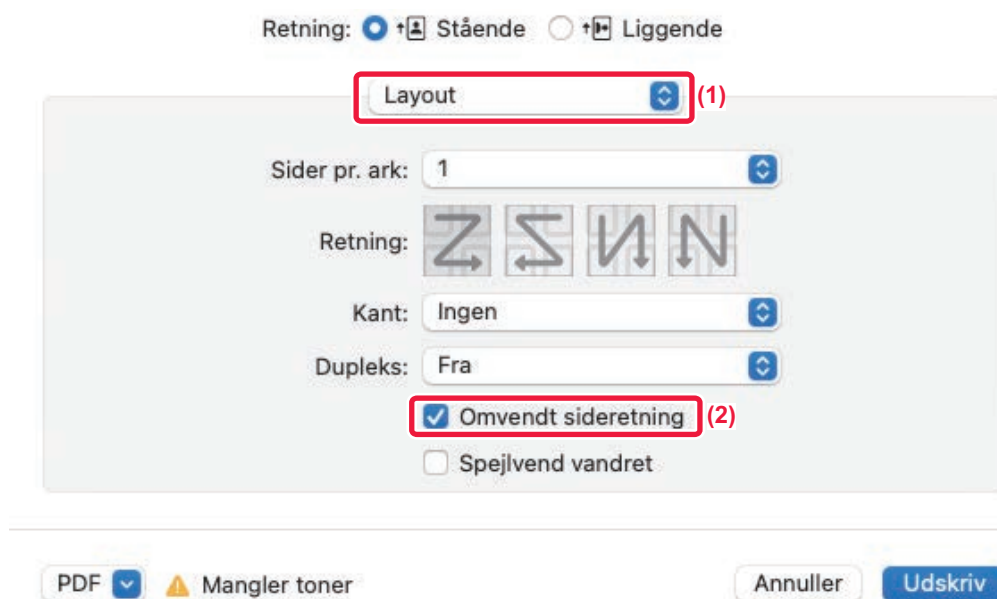 Retning: Stående Liggende
Layout (1)
Sider pr. ark: 1
Retning:
Kant: Ingen
Dupleks: Fra
Omvendt sideretning (2)
Spejlvend vandret
PDF Mangler toner Annuller Udskriv